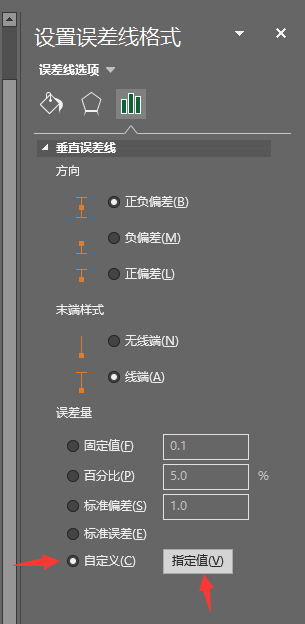 设置误差线格式
误差线选项
垂直误差线
方向
正负偏差(B)
负偏差(M)
正偏差(L)
末端样式
无线端(N)
线端(A)
误差量
固定值(F) 0.1
百分比(P) 5.0 %
标准偏差(S) 1.0
标准误差(E)
自定义(C) 指定值(V)